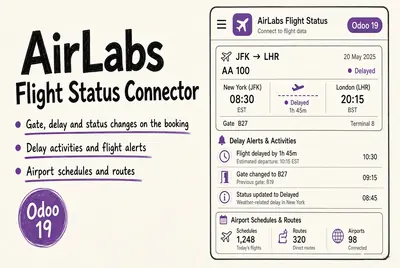 AirLabs
Flight Status Connector
Gate, delay and status changes on the booking
Delay activities and flight alerts
Airport schedules and routes
Odoo
19
AirLabs Flight Status
Connect to flight data
Odoo 19
JFK → LHR
20 May 2025
AA 100
Delayed
New York (JFK)
London (LHR)
08:30
20:15
EST
BST
Delayed
1h 45m
Gate B27
Terminal 8
Delay Alerts & Activities
Flight delayed by 1h 45m
10:30
Estimated departure: 10:15 EST
Gate changed to B27
09:15
Previous gate: B19
Status updated to Delayed
08:45
Weather-related delay in New York
Airport Schedules & Routes
Schedules
1,248
Today's flights
Routes
320
Direct routes
Airports
98
Connected